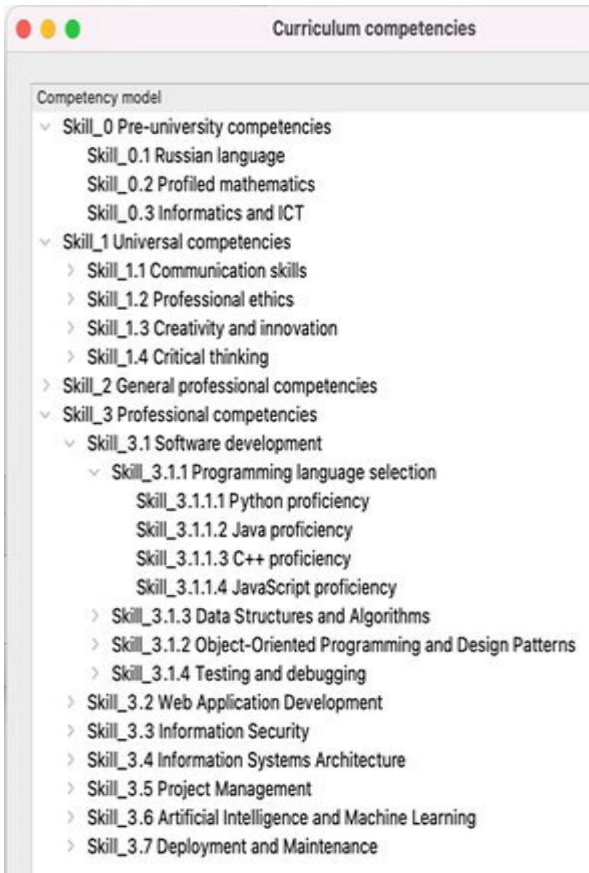 Curriculum competencies
Competency model
Skill_0 Pre-university competencies
Skill_0.1 Russian language
Skill_0.2 Profiled mathematics
Skill_0.3 Informatics and ICT
Skill_1 Universal competencies
Skill_1.1 Communication skills
Skill_1.2 Professional ethics
Skill_1.3 Creativity and innovation
Skill_1.4 Critical thinking
Skill_2 General professional competencies
Skill_3 Professional competencies
Skill_3.1 Software development
Skill_3.1.1 Programming language selection
Skill_3.1.1.1 Python proficiency
Skill_3.1.1.2 Java proficiency
Skill_3.1.1.3 C++ proficiency
Skill_3.1.1.4 JavaScript proficiency
Skill_3.1.3 Data Structures and Algorithms
Skill_3.1.2 Object-Oriented Programming and Design Patterns
Skill_3.1.4 Testing and debugging
Skill_3.2 Web Application Development
Skill_3.3 Information Security
Skill_3.4 Information Systems Architecture
Skill_3.5 Project Management
Skill_3.6 Artificial Intelligence and Machine Learning
Skill_3.7 Deployment and Maintenance